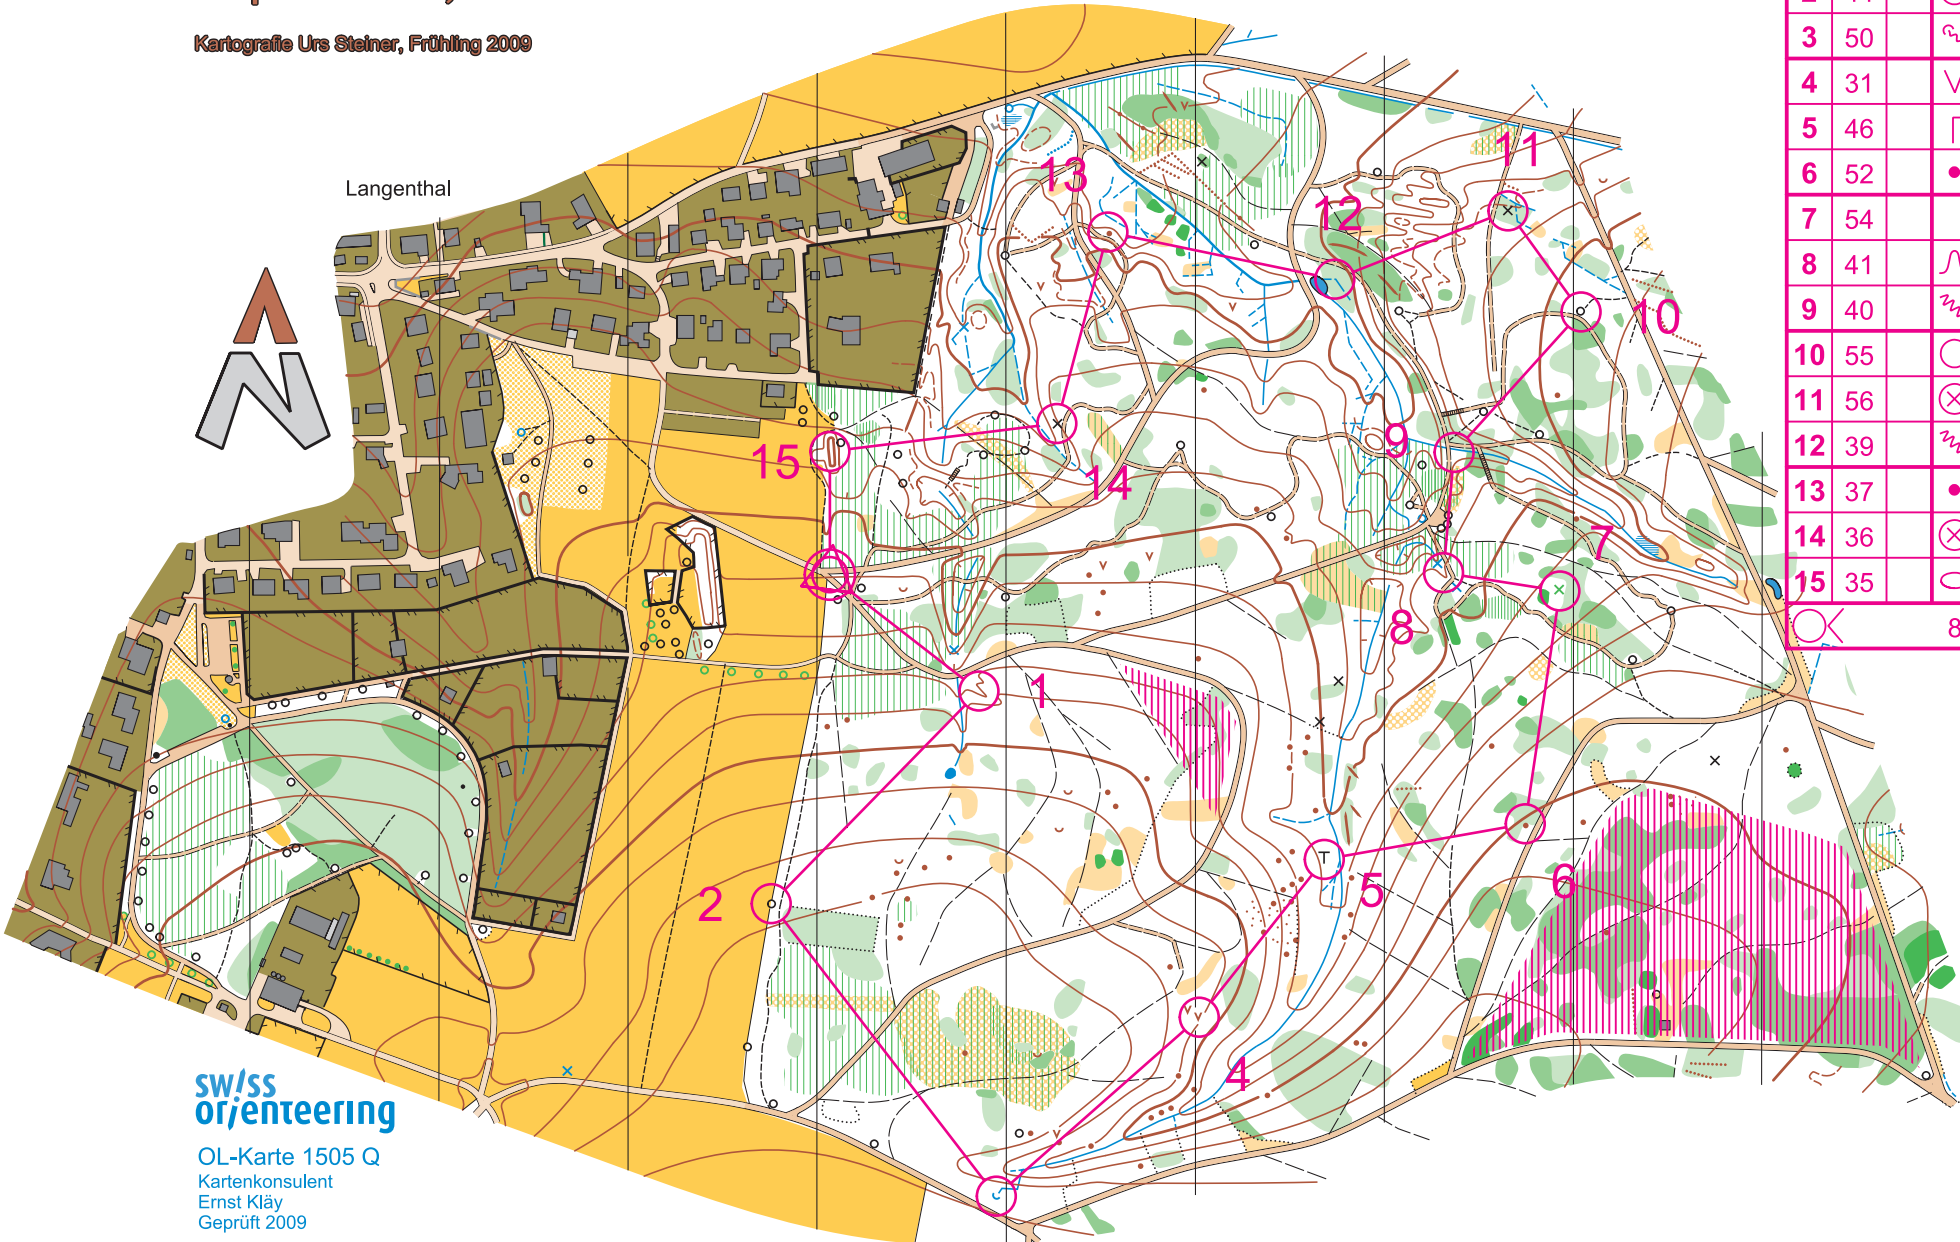 Kartografie Urs Steiner, Frühling 2009
Langenthal
3 50
4 31
5 46
6 52
7 54
8 41
9 40
10 55
11 56
12 39
13 37
14 36
15 35
8
13
11
12
10
9
15
14
7
8
1
2
5
6
4
T
swiss
orienteering
OL-Karte 1505 Q
Kartenkonsulent
Ernst Kläy
Geprüft 2009
N